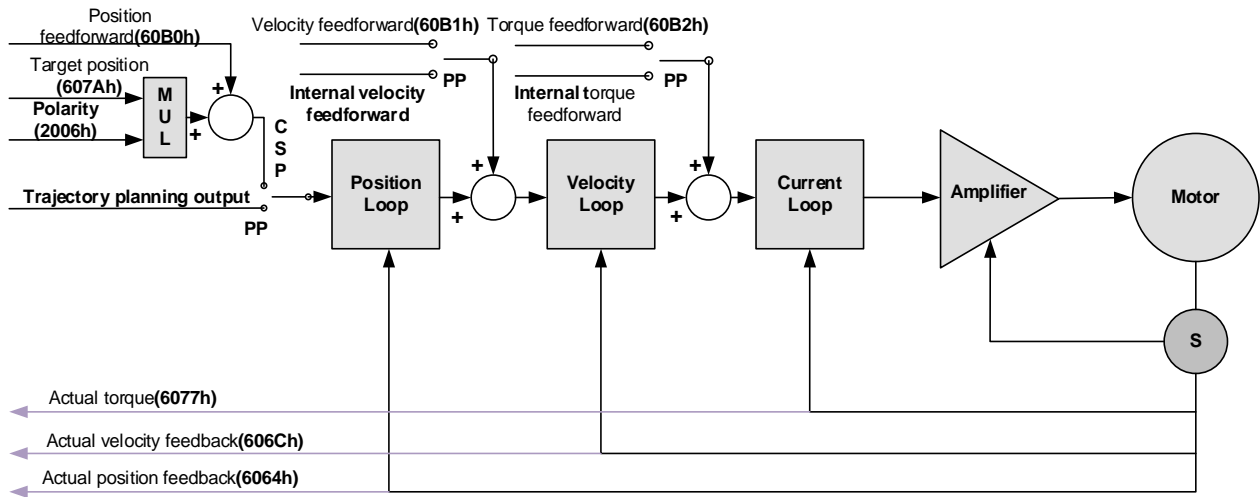 Position
feedforward(60B0h)
Velocity feedforward(60B1h)
Torque feedforward(60B2h)
Target position
(607Ah)
Polarity
(2006h)
M
U
L
+
+
C
S
P
PP
Internal velocity
feedforward
PP
Internal torque
feedforward
PP
Trajectory planning output
PP
Position
Loop
+
+
Velocity
Loop
+
+
Current
Loop
Amplifier
Motor
S
Actual torque(6077h)
Actual velocity feedback(606Ch)
Actual position feedback(6064h)